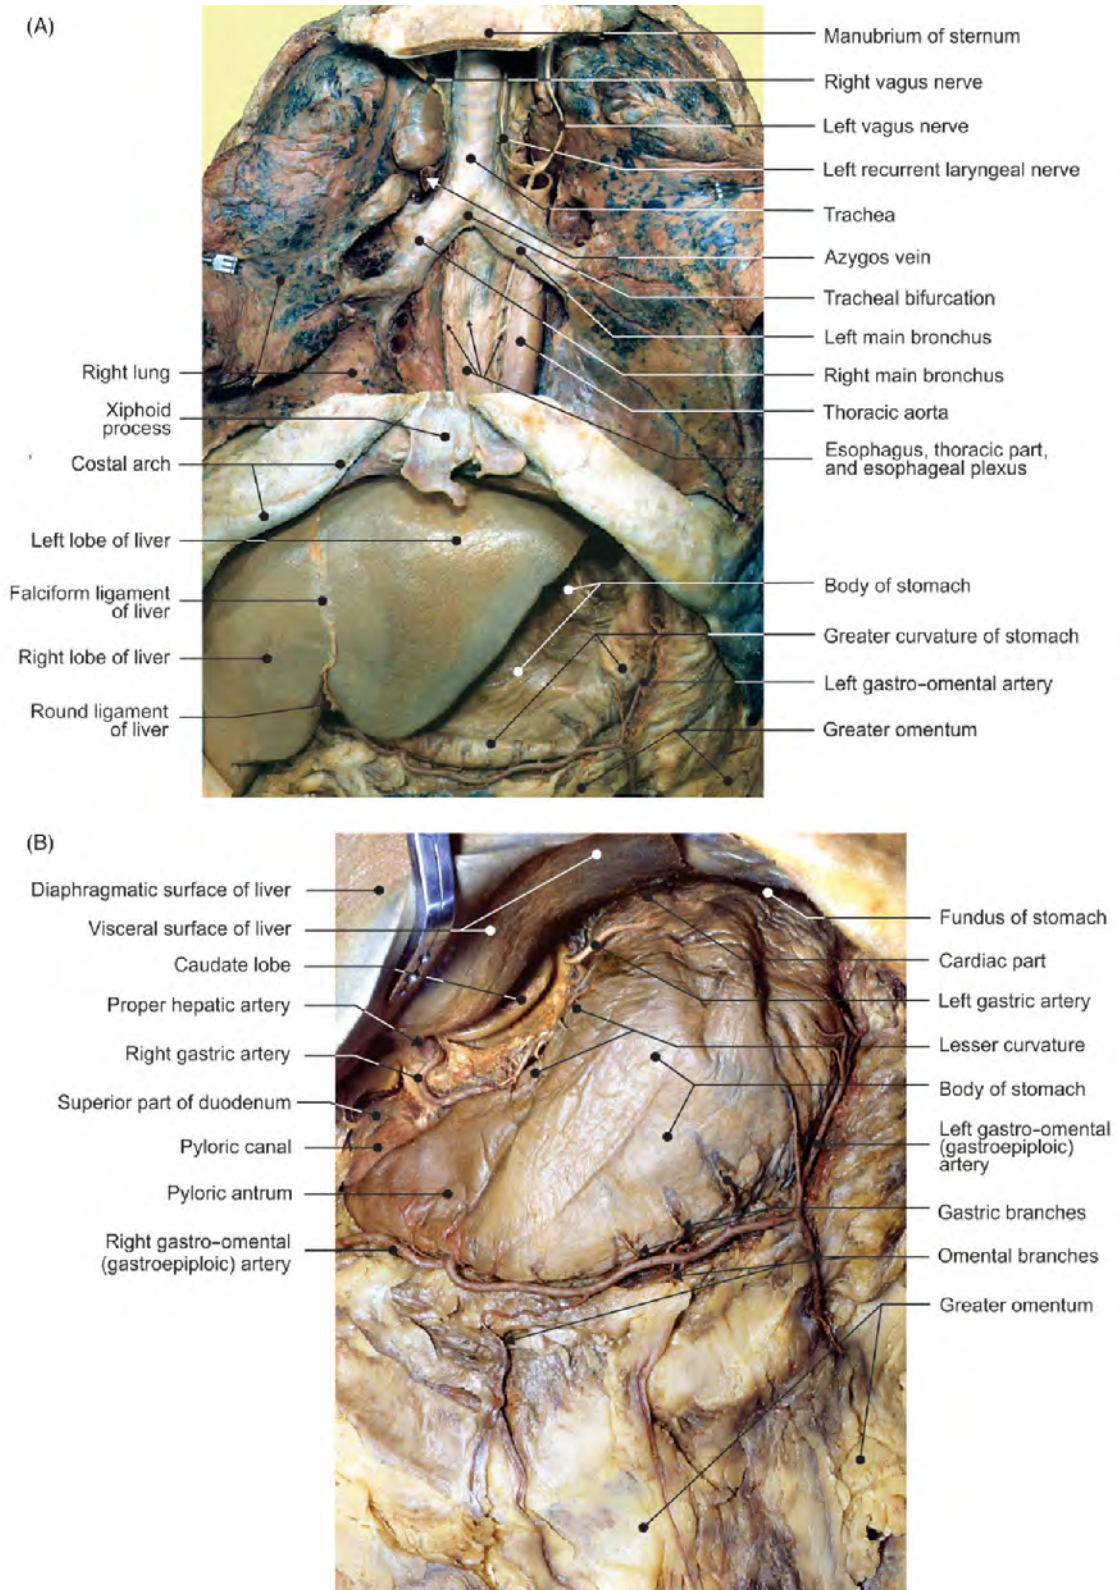 (A)
Manubrium of sternum
Right vagus nerve
Left vagus nerve
Left recurrent laryngeal nerve
Trachea
Azygos vein
Tracheal bifurcation
Left main bronchus
Right main bronchus
Thoracic aorta
Esophagus, thoracic part,
and esophageal plexus
Body of stomach
Greater curvature of stomach
Left gastro-omental artery
Greater omentum
Right lung
Xiphoid
process
Costal arch
Left lobe of liver
Falciform ligament
of liver
Right lobe of liver
Round ligament
of liver
(B)
Diaphragmatic surface of liver
Visceral surface of liver
Caudate lobe
Proper hepatic artery
Right gastric artery
Superior part of duodenum
Pyloric canal
Pyloric antrum
Right gastro-omental
(gastroepiploic) artery
Fundus of stomach
Cardiac part
Left gastric artery
Lesser curvature
Body of stomach
Left gastro-omental
(gastroepiploic)
artery
Gastric branches
Omental branches
Greater omentum